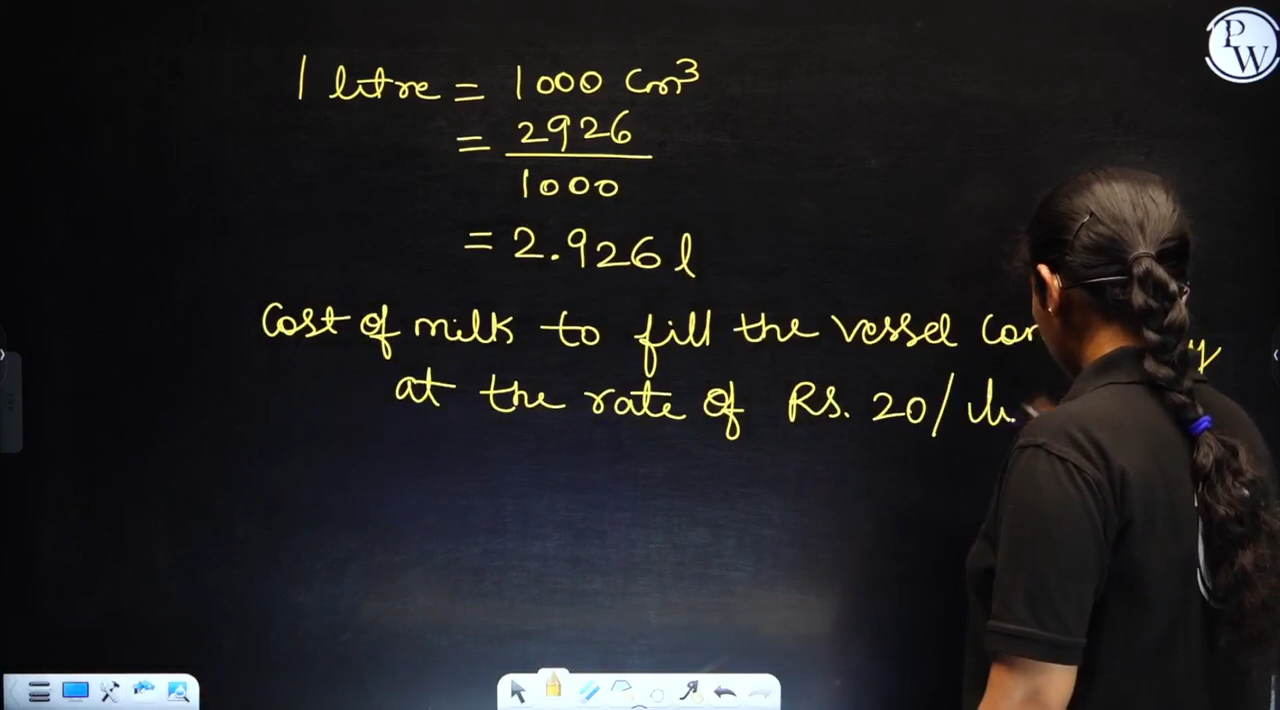 PW
1 litre = 1000 cm³
= 2926
1000
= 2.926 l
Cost of milk to fill the vessel
at the rate of Rs. 20/